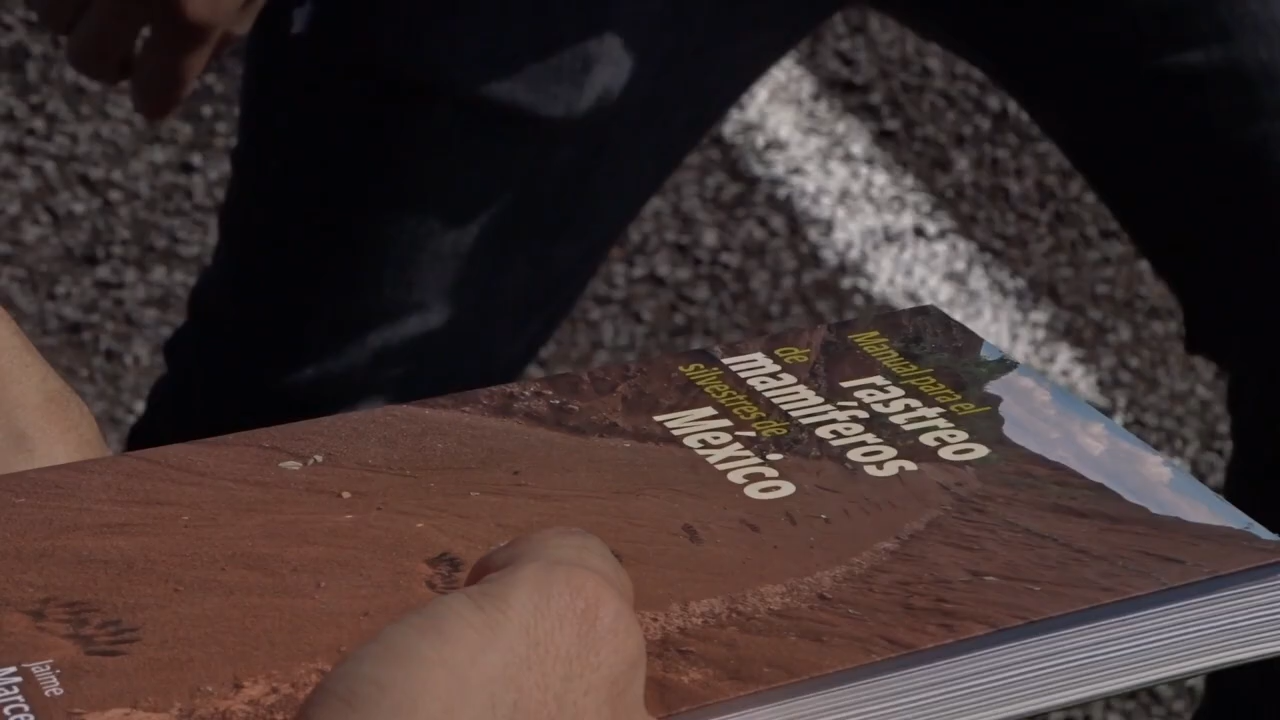 Manual para el
rastreo
de
mamíferos
silvestres de
México
Jaime